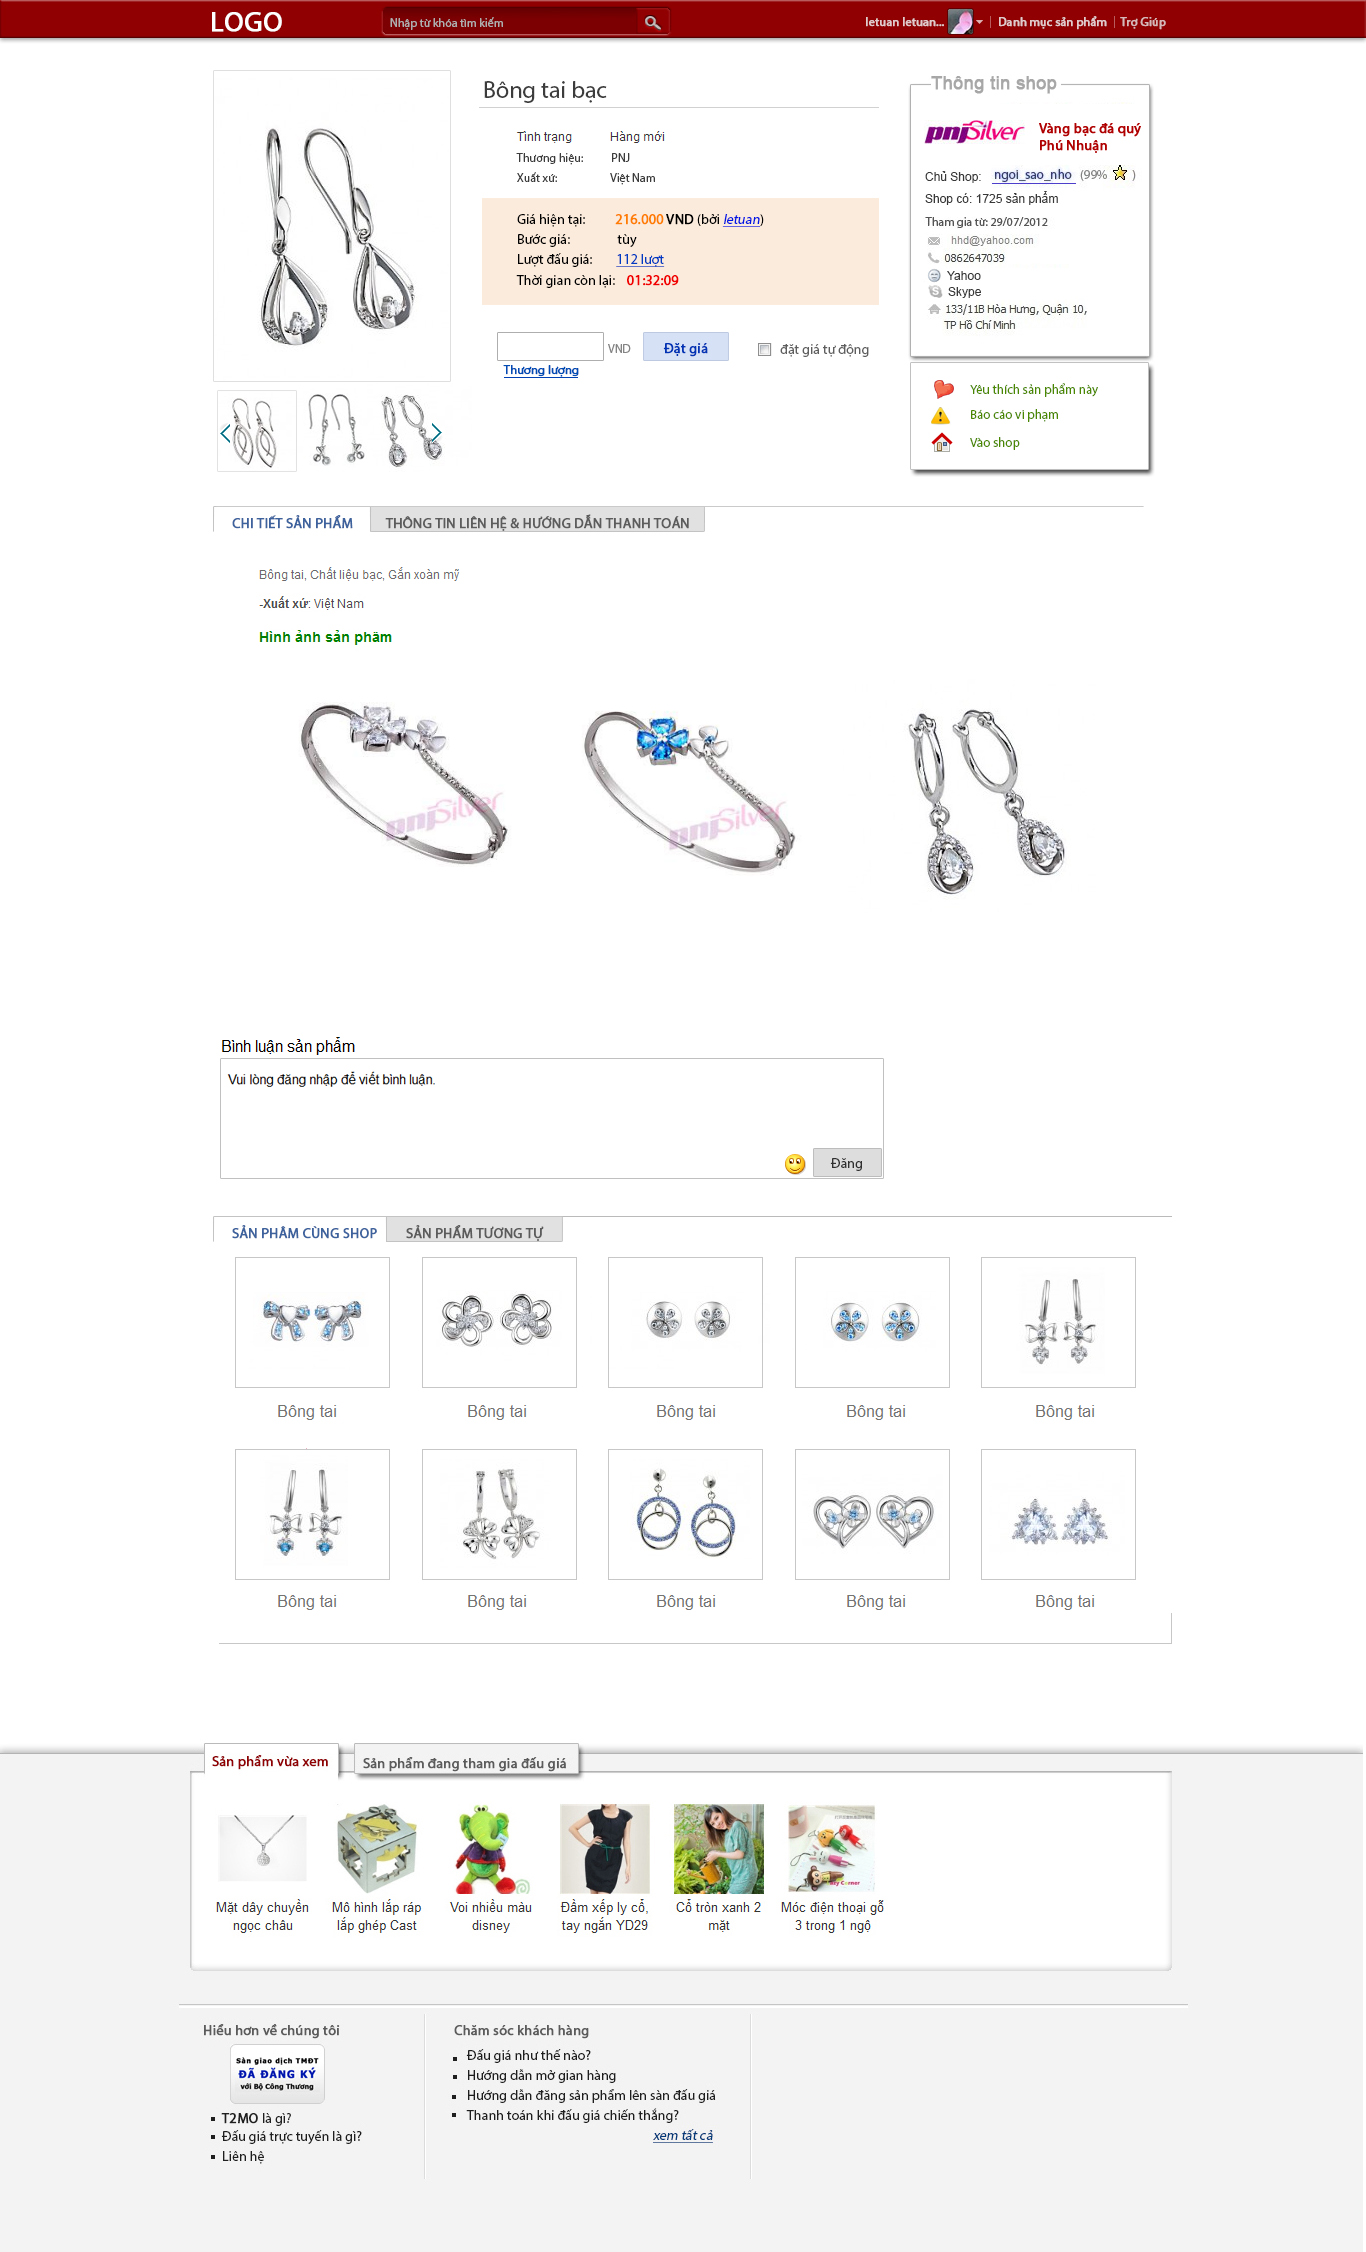 LOGO
Nhập từ khóa tìm kiếm
letuan letuan...
Danh mục sản phẩm
Trợ Giúp
Bông tai bạc
Tình trạng Hàng mới
Thương hiệu: PNJ
Xuất xứ: Việt Nam
Giá hiện tại: 216.000 VND (bởi letuan)
Bước giá: tùy
Lượt đấu giá: 112 lượt
Thời gian còn lại: 01:32:09
VND
Đặt giá
đặt giá tự động
Thương lượng
Thông tin shop
pnjSilver
Vàng bạc đá quý
Phú Nhuận
Chủ Shop: ngoi_sao_nho (99% )
Shop có: 1725 sản phẩm
Tham gia từ: 29/07/2012
hhd@yahoo.com
0862647039
Yahoo
Skype
133/11B Hòa Hưng, Quận 10,
TP Hồ Chí Minh
Yêu thích sản phẩm này
Báo cáo vi phạm
Vào shop
CHI TIẾT SẢN PHẨM
THÔNG TIN LIÊN HỆ & HƯỚNG DẪN THANH TOÁN
Bông tai, Chất liệu bạc, Gắn xoàn mỹ
-Xuất xứ: Việt Nam
Hình ảnh sản phâm
pnjSilver
pnjSilver
Bình luận sản phẩm
Vui lòng đăng nhập để viết bình luận.
Đăng
SẢN PHÂM CÙNG SHOP
SẢN PHẨM TƯƠNG TỰ
Bông tai
Bông tai
Bông tai
Bông tai
Bông tai
Bông tai
Bông tai
Bông tai
Bông tai
Bông tai
Sản phẩm vừa xem
Sản phẩm đang tham gia đấu giá
Mặt dây chuyền
ngọc châu
Mô hình lắp ráp
lắp ghép Cast
Voi nhiều màu
disney
Đầm xếp ly cổ,
tay ngắn YD29
Cổ tròn xanh 2
mặt
Móc điện thoại gỗ
3 trong 1 ngộ
Hiểu hơn về chúng tôi
Sàn giao dịch TMĐT
ĐÃ ĐĂNG KÝ
với Bộ Công Thương
T2MO là gì?
Đấu giá trực tuyến là gì?
Liên hệ
Chăm sóc khách hàng
Đấu giá như thế nào?
Hướng dẫn mở gian hàng
Hướng dẫn đăng sản phẩm lên sàn đấu giá
Thanh toán khi đấu giá chiến thắng?
xem tất cả